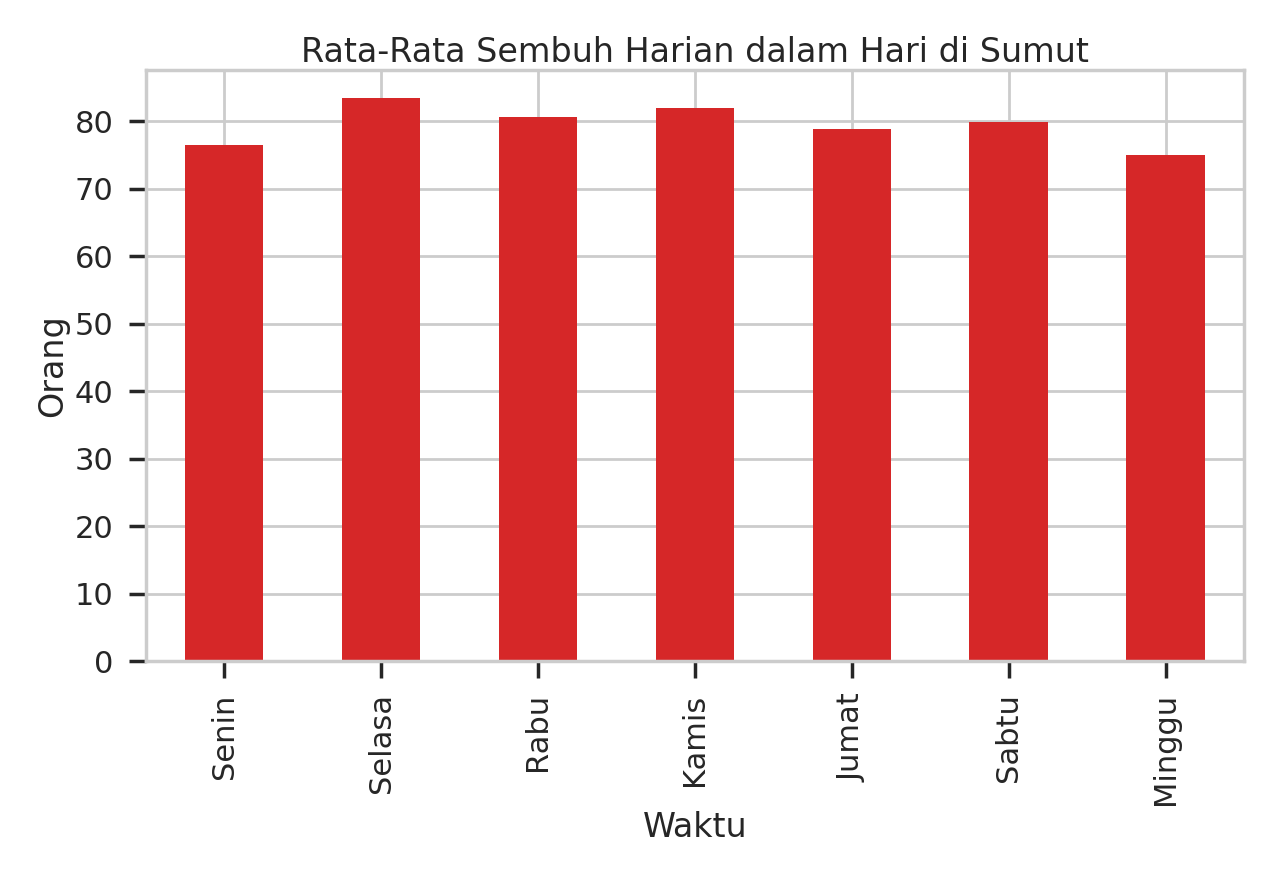 Rata-Rata Sembuh Harian dalam Hari di Sumut
Orang
80
70
60
50
40
30
20
10
0
Senin
Selasa
Rabu
Kamis
Jumat
Sabtu
Minggu
Waktu